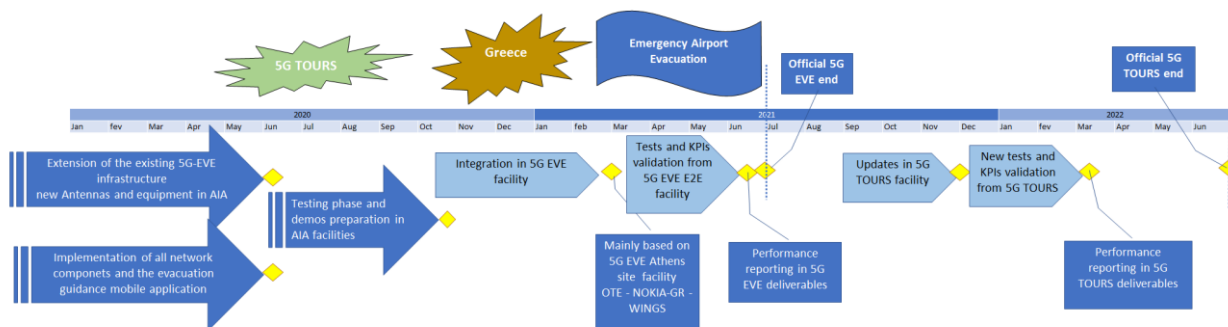 5G TOURS
Greece
Emergency Airport
Evacuation
Official 5G
EVE end
Official 5G
TOURS end
2020
2021
2022
Jan fev Mar Apr May Jun Jul Aug Sep Oct Nov Dec Jan Feb Mar Apr May Jun Jul Aug Sep Oct Nov Dec Jan fev Mar Apr May Jun
Extension of the existing 5G-EVE
infrastructure
new Antennas and equipment in AIA
Implementation of all network
componets and the evacuation
guidance mobile application
Testing phase and
demos preparation in
AIA facilities
Integration in 5G EVE
facility
Tests and KPIs
validation from
5G EVE E2E
facility
Updates in 5G
TOURS facility
New tests and
KPIs validation
from 5G TOURS
Mainly based on
5G EVE Athens
site facility
OTE - NOKIA-GR -
WINGS
Performance
reporting in 5G
EVE deliverables
Performance
reporting in 5G
TOURS deliverables